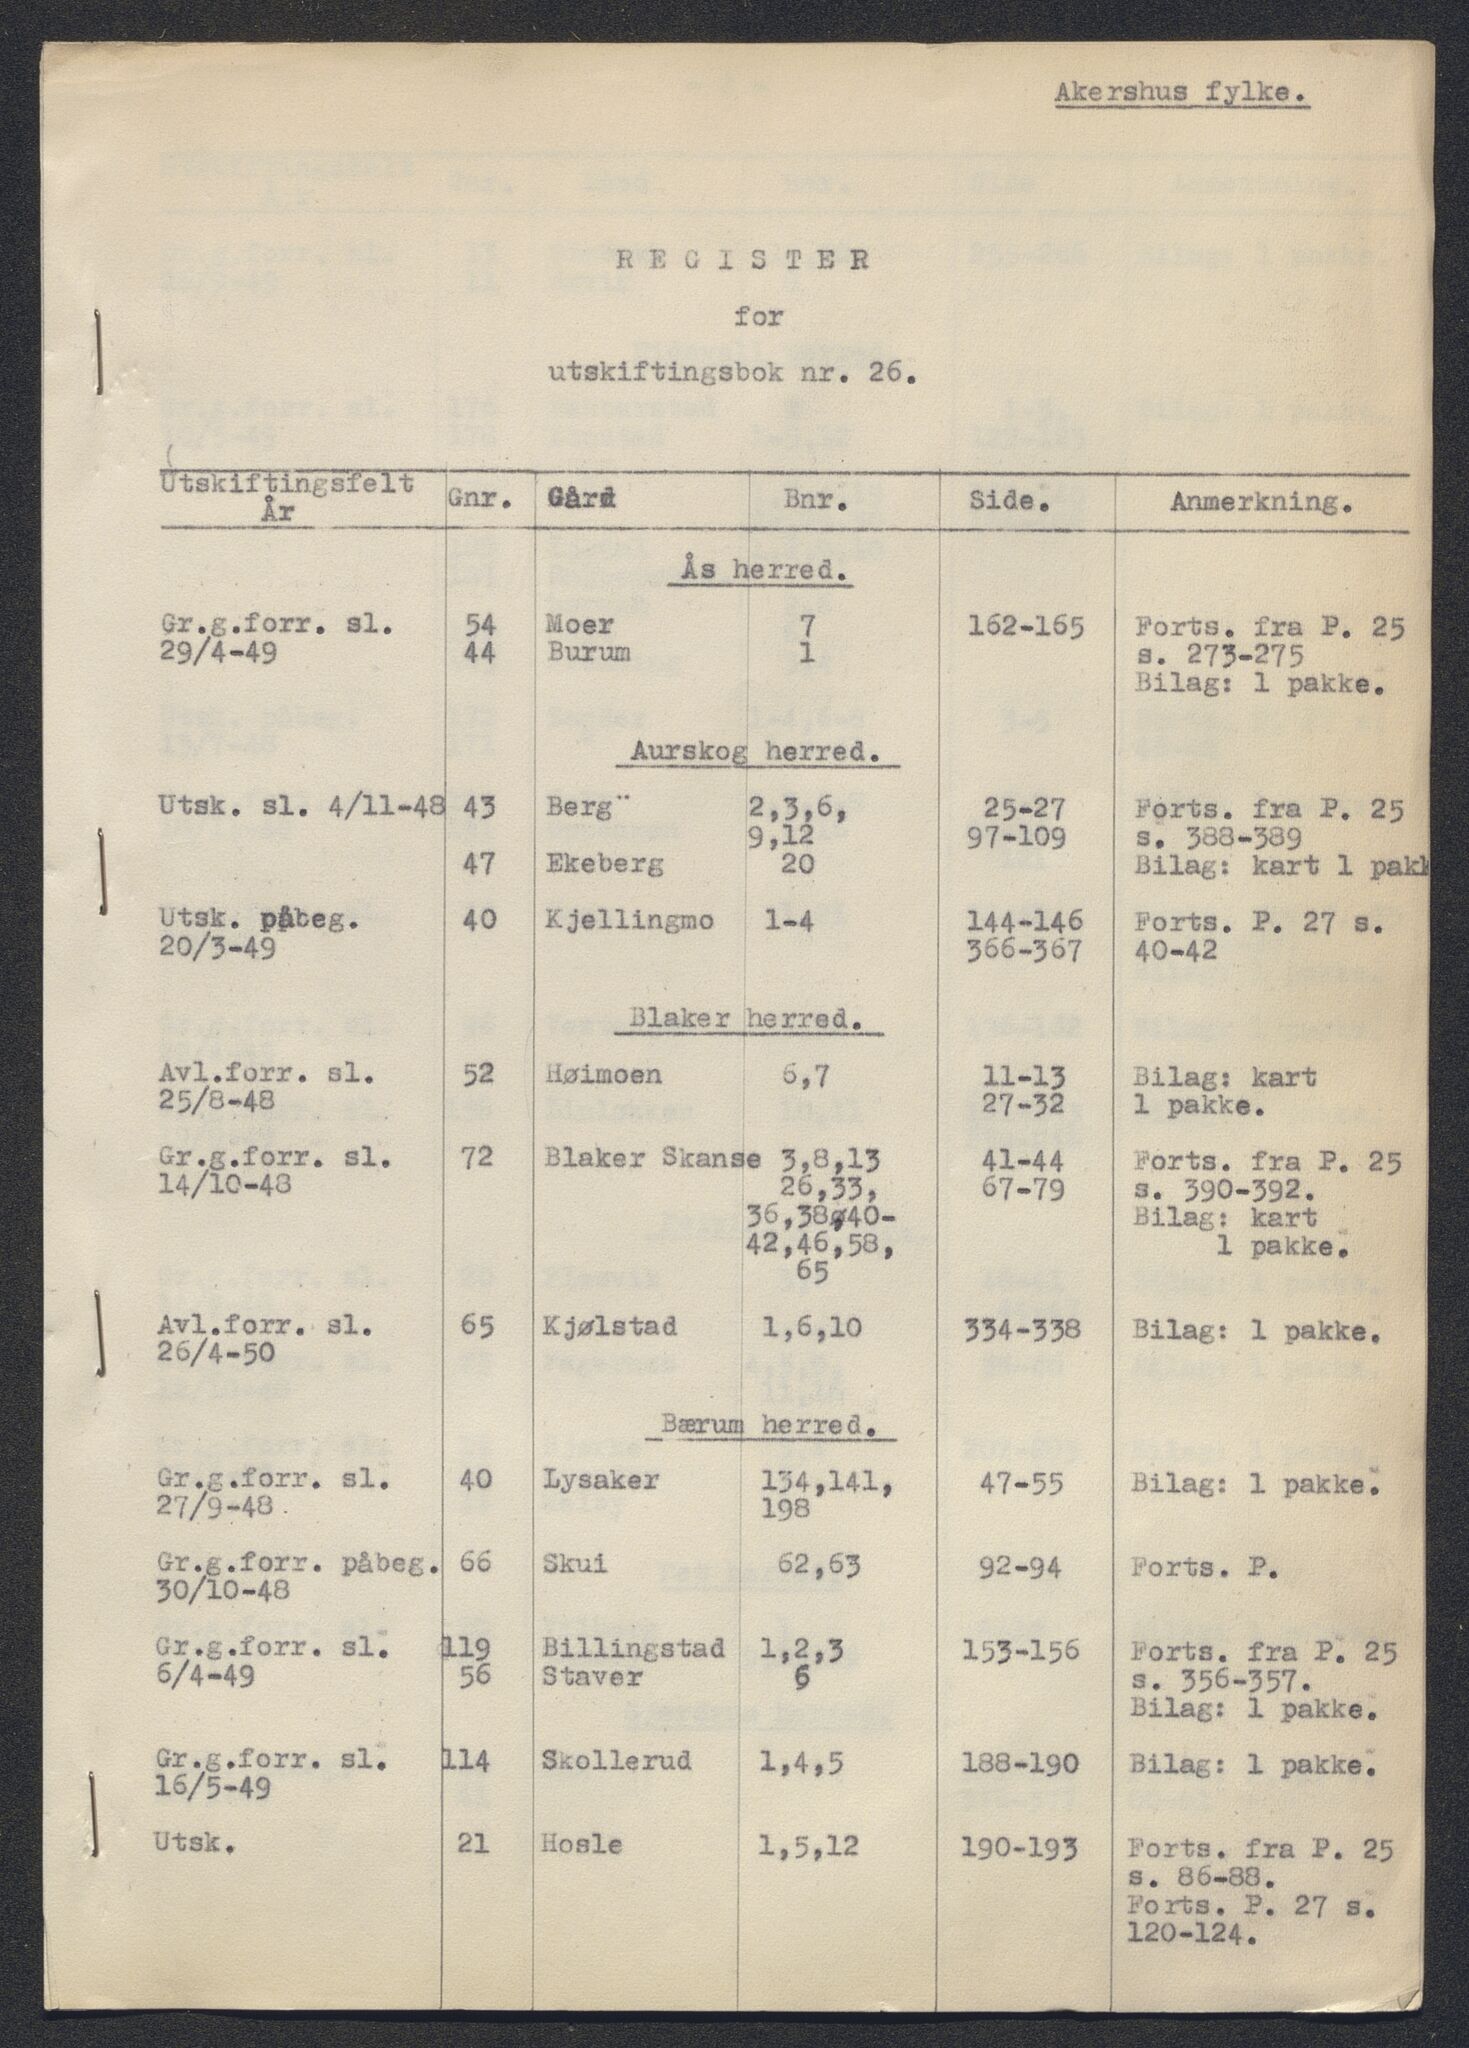 Akershus fylke.
REGISTER
for
utskiftingsbok nr. 26.
Utskiftingsfelt År Gnr. Gård Bnr. Side. Anmerkning.
Ås herred.
Gr.g.forr. sl. 54 Moer 7 162-165 Forts. fra P. 25
29/4-49 44 Burum 1 s. 273-275
Bilag: 1 pakke.
Aurskog herred.
Utsk. sl. 4/11-48 43 Berg¨ 2,3,6, 25-27 Forts. fra P. 25
9,12 97-109 s. 388-389
47 Ekeberg 20 Bilag: kart 1 pakk
Utsk. påbeg. 40 Kjellingmo 1-4 144-146 Forts. P. 27 s.
20/3-49 366-367 40-42
Blaker herred.
Avl.forr. sl. 52 Høimoen 6,7 11-13 Bilag: kart
25/8-48 27-32 1 pakke.
Gr.g.forr. sl. 72 Blaker Skanse 3,8,13 41-44 Forts. fra P. 25
14/10-48 26,33, 67-79 s. 390-392.
36,38,40- Bilag: kart
42,46,58, 1 pakke.
65
Avl.forr. sl. 65 Kjølstad 1,6,10 334-338 Bilag: 1 pakke.
26/4-50
Bærum herred.
Gr.g.forr. sl. 40 Lysaker 134,141, 47-55 Bilag: 1 pakke.
27/9-48 198
Gr.g.forr. påbeg. 66 Skui 62,63 92-94 Forts. P.
30/10-48
Gr.g.forr. sl. 119 Billingstad 1,2,3 153-156 Forts. fra P. 25
6/4-49 56 Staver 6 s. 356-357.
Bilag: 1 pakke.
Gr.g.forr. sl. 114 Skollerud 1,4,5 188-190 Bilag: 1 pakke.
16/5-49
Utsk. 21 Hosle 1,5,12 190-193 Forts. fra P. 25
s. 86-88.
Forts. P. 27 s.
120-124.